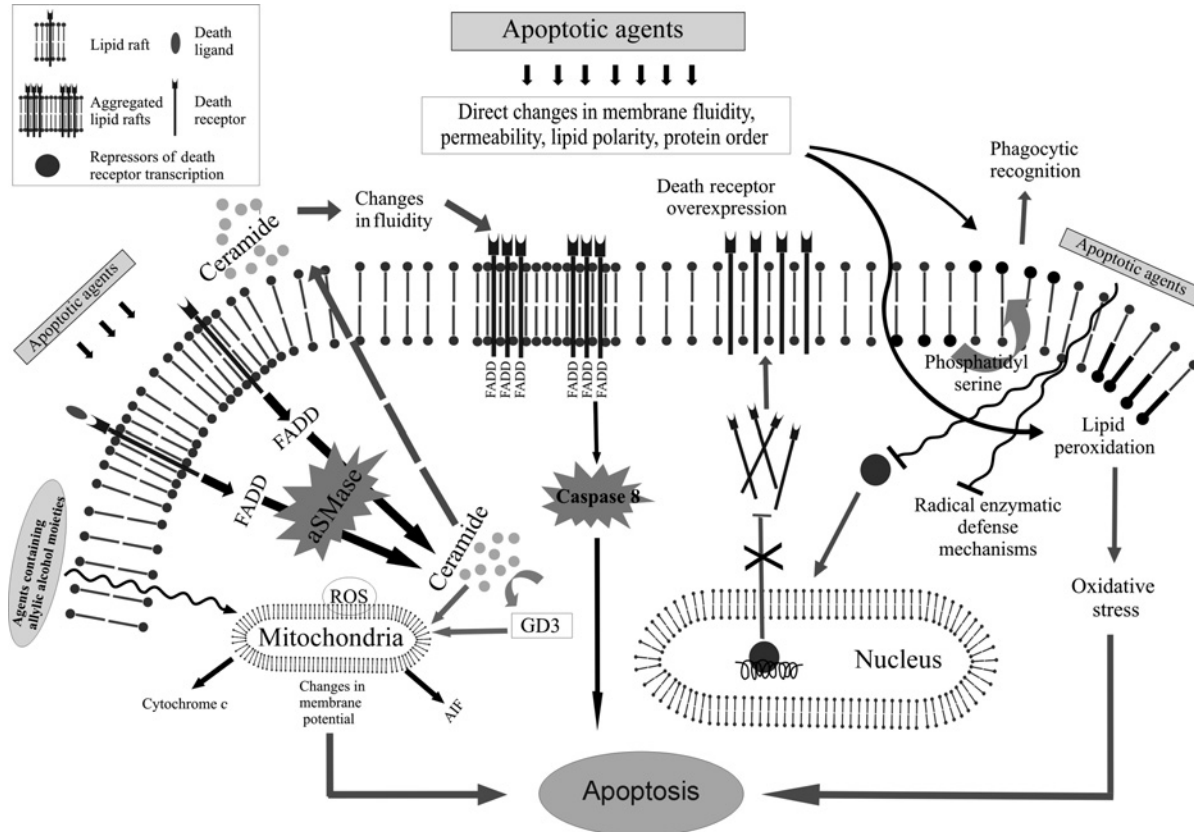 Lipid raft
Death
ligand
Aggregated
lipid rafts
Death
receptor
Repressors of death
receptor transcription
Apoptotic agents
Direct changes in membrane fluidity,
permeability, lipid polarity, protein order
Phagocytic
recognition
Changes
in fluidity
Death receptor
overexpression
Ceramide
Apoptotic agents
Apoptotic agents
FADD
FADD
FADD
FADD
FADD
FADD
Phosphatidyl
serine
Lipid
peroxidation
FADD
FADD
aSMase
Caspase 8
Radical enzymatic
defense
mechanisms
Ceramide
Agents containing
allylic alcohol moieties
ROS
Mitochondria
GD3
Oxidative
stress
Nucleus
Cytochrome c
Changes in
membrane
potential
AIF
Apoptosis